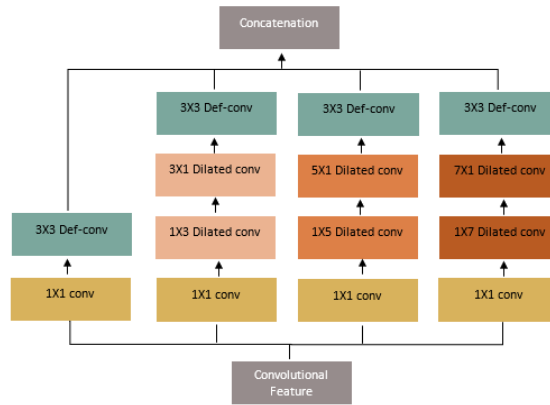 Concatenation
3X3 Def-conv
3X3 Def-conv
3X3 Def-conv
3X1 Dilated conv
5X1 Dilated conv
7X1 Dilated conv
3X3 Def-conv
1X3 Dilated conv
1X5 Dilated conv
1X7 Dilated conv
1X1 conv
1X1 conv
1X1 conv
1X1 conv
Convolutional
Feature